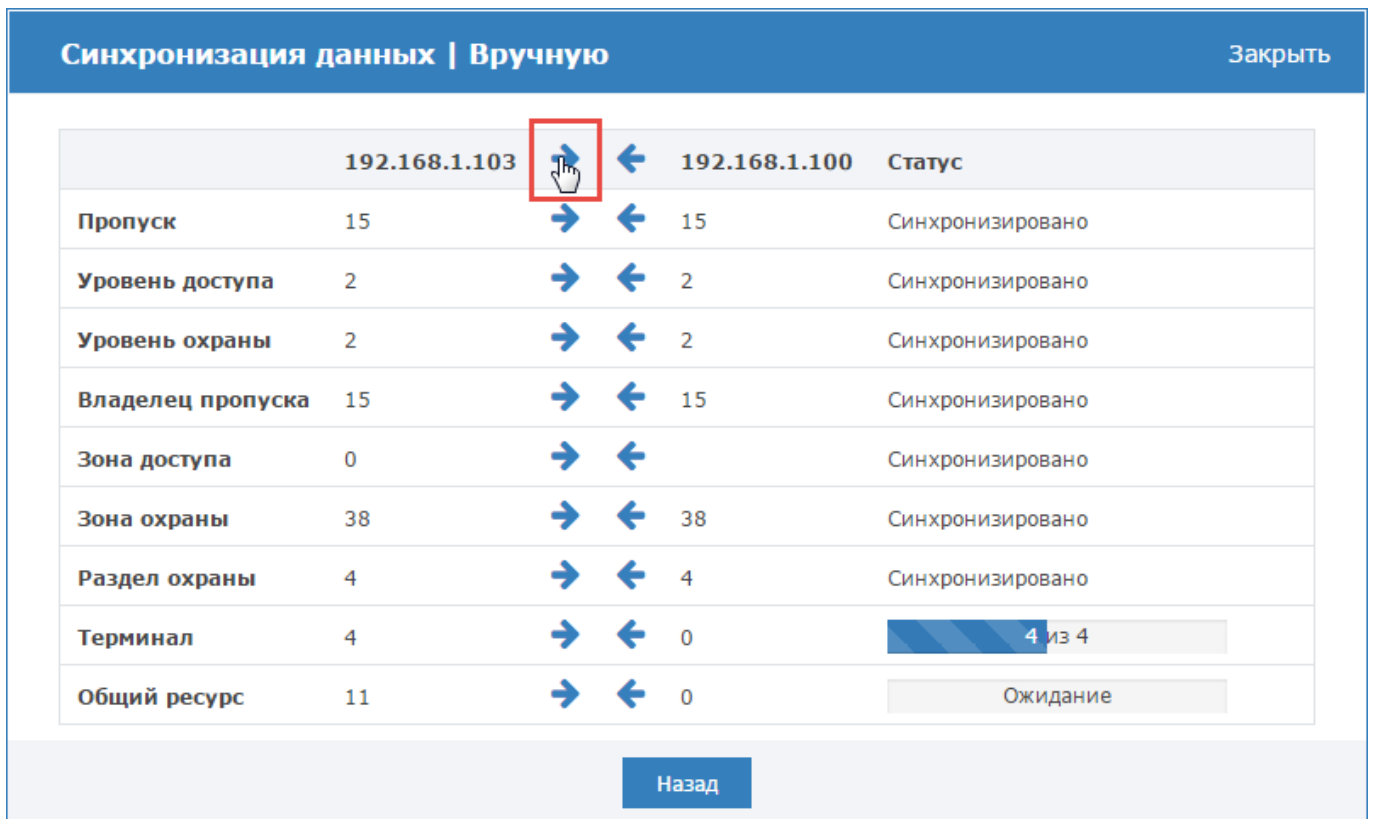 Синхронизация данных | Вручную Закрыть
192.168.1.103 192.168.1.100 Статус
Пропуск 15 15 Синхронизировано
Уровень доступа 2 2 Синхронизировано
Уровень охраны 2 2 Синхронизировано
Владелец пропуска 15 15 Синхронизировано
Зона доступа 0 Синхронизировано
Зона охраны 38 38 Синхронизировано
Раздел охраны 4 4 Синхронизировано
Терминал 4 0 4 из 4
Общий ресурс 11 0 Ожидание
Назад